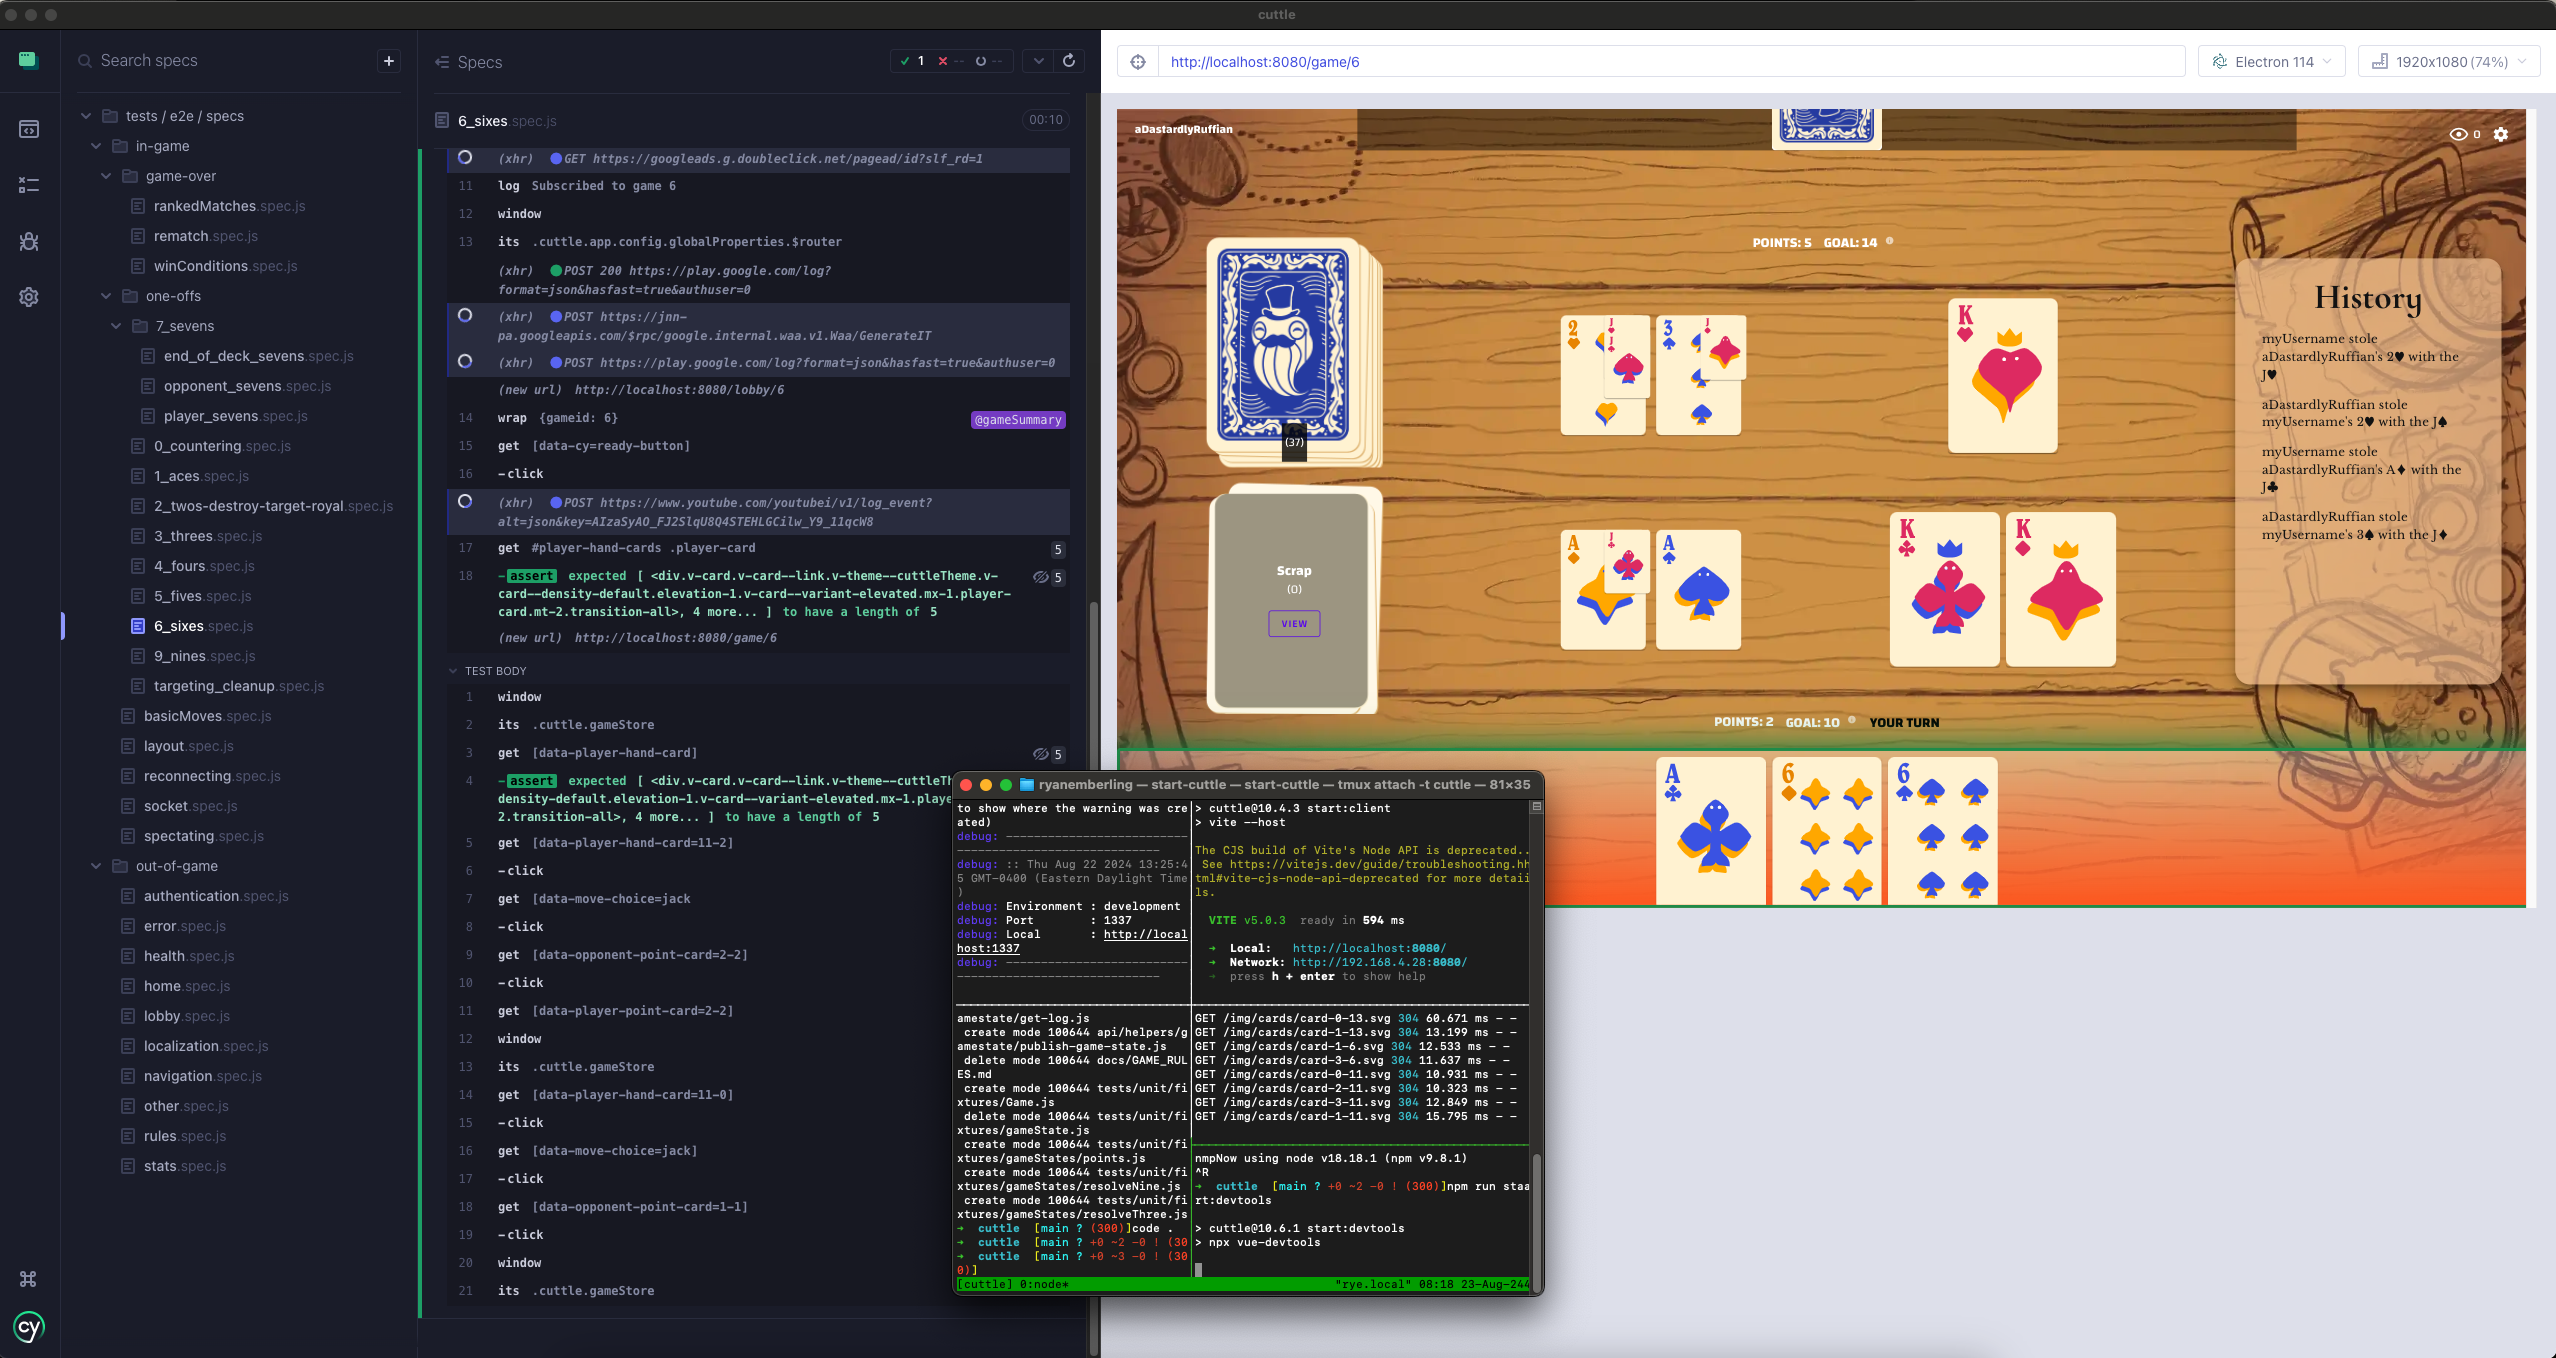 cuttle
Search specs
+
tests / e2e / specs
in-game
game-over
rankedMatches.spec.js
rematch.spec.js
winConditions.spec.js
one-offs
7_sevens
end_of_deck_sevens.spec.js
opponent_sevens.spec.js
player_sevens.spec.js
0_countering.spec.js
1_aces.spec.js
2_twos-destroy-target-royal.spec.js
3_threes.spec.js
4_fours.spec.js
5_fives.spec.js
6_sixes.spec.js
9_nines.spec.js
targeting_cleanup.spec.js
basicMoves.spec.js
layout.spec.js
reconnecting.spec.js
socket.spec.js
spectating.spec.js
out-of-game
authentication.spec.js
error.spec.js
health.spec.js
home.spec.js
lobby.spec.js
localization.spec.js
navigation.spec.js
other.spec.js
rules.spec.js
stats.spec.js
cy
Specs
1 -- --
6_sixes.spec.js 00:10
(xhr) GET https://googleads.g.doubleclick.net/pagead/id?slf_rd=1
11 log Subscribed to game 6
12 window
13 its .cuttle.app.config.globalProperties.$router
(xhr) POST 200 https://play.google.com/log?
format=json&hasfast=true&authuser=0
(xhr) POST https://jnn-
pa.googleapis.com/$rpc/google.internal.waa.v1.Waa/GenerateIT
(xhr) POST https://play.google.com/log?format=json&hasfast=true&authuser=0
(new url) http://localhost:8080/lobby/6
14 wrap {gameid: 6} @gameSummary
15 get [data-cy=ready-button]
16 -click
(xhr) POST https://www.youtube.com/youtubei/v1/log_event?
alt=json&key=AIzaSyAO_FJ2SlqU8Q4STEHLGCilw_Y9_11qcW8
17 get #player-hand-cards .player-card 5
18 -assert expected [ <div.v-card.v-card--link.v-theme--cuttleTheme.v- 5
card--density-default.elevation-1.v-card--variant-elevated.mx-1.player-
card.mt-2.transition-all>, 4 more... ] to have a length of 5
(new url) http://localhost:8080/game/6
TEST BODY
1 window
2 its .cuttle.gameStore
3 get [data-player-hand-card] 5
4 -assert expected [ <div.v-card.v-card--link.v-theme--cuttleTh
density-default.elevation-1.v-card--variant-elevated.mx-1.playe
2.transition-all>, 4 more... ] to have a length of 5
5 get [data-player-hand-card=11-2]
6 -click
7 get [data-move-choice=jack
8 -click
9 get [data-opponent-point-card=2-2]
10 -click
11 get [data-player-point-card=2-2]
12 window
13 its .cuttle.gameStore
14 get [data-player-hand-card=11-0]
15 -click
16 get [data-move-choice=jack]
17 -click
18 get [data-opponent-point-card=1-1]
19 -click
20 window
21 its .cuttle.gameStore
http://localhost:8080/game/6
Electron 114
1920x1080 (74%)
aDastardlyRuffian
0
POINTS: 5 GOAL: 14
(37)
2 J 3 J
K
A J A
K K
Scrap
(0)
VIEW
History
myUsername stole
aDastardlyRuffian's 2♥ with the
J♥
aDastardlyRuffian stole
myUsername's 2♥ with the J♠
myUsername stole
aDastardlyRuffian's A♦ with the
J♣
aDastardlyRuffian stole
myUsername's 3♠ with the J♦
POINTS: 2 GOAL: 10 YOUR TURN
A 6 6
ryanemberling — start-cuttle — start-cuttle — tmux attach -t cuttle — 81×35
to show where the warning was cre
ated)
debug: --------------------------
-----------------------------
debug: :: Thu Aug 22 2024 13:25:4
5 GMT-0400 (Eastern Daylight Time
)
debug: Environment : development
debug: Port : 1337
debug: Local : http://local
host:1337
debug: --------------------------
-----------------------------
> cuttle@10.4.3 start:client
> vite --host
The CJS build of Vite's Node API is deprecated..
See https://vitejs.dev/guide/troubleshooting.hh
tml#vite-cjs-node-api-deprecated for more detaii
ls.
VITE v5.0.3 ready in 594 ms
➜ Local: http://localhost:8080/
➜ Network: http://192.168.4.28:8080/
➜ press h + enter to show help
amestate/get-log.js
create mode 100644 api/helpers/g
amestate/publish-game-state.js
delete mode 100644 docs/GAME_RUL
ES.md
create mode 100644 tests/unit/fi
xtures/Game.js
delete mode 100644 tests/unit/fi
xtures/gameState.js
create mode 100644 tests/unit/fi
xtures/gameStates/points.js
create mode 100644 tests/unit/fi
xtures/gameStates/resolveNine.js
create mode 100644 tests/unit/fi
xtures/gameStates/resolveThree.js
➜ cuttle [main ? (300)]code .
➜ cuttle [main ? +0 ~2 -0 ! (30
➜ cuttle [main ? +0 ~3 -0 ! (30
0)]
GET /img/cards/card-0-13.svg 304 60.671 ms - -
GET /img/cards/card-1-13.svg 304 13.199 ms - -
GET /img/cards/card-1-6.svg 304 12.533 ms - -
GET /img/cards/card-3-6.svg 304 11.637 ms - -
GET /img/cards/card-0-11.svg 304 10.931 ms - -
GET /img/cards/card-2-11.svg 304 10.323 ms - -
GET /img/cards/card-3-11.svg 304 12.849 ms - -
GET /img/cards/card-1-11.svg 304 15.795 ms - -
nmpNow using node v18.18.1 (npm v9.8.1)
^R
➜ cuttle [main ? +0 ~2 -0 ! (300)]npm run staa
rt:devtools
> cuttle@10.6.1 start:devtools
> npx vue-devtools
[cuttle] 0:node* "rye.local" 08:18 23-Aug-244